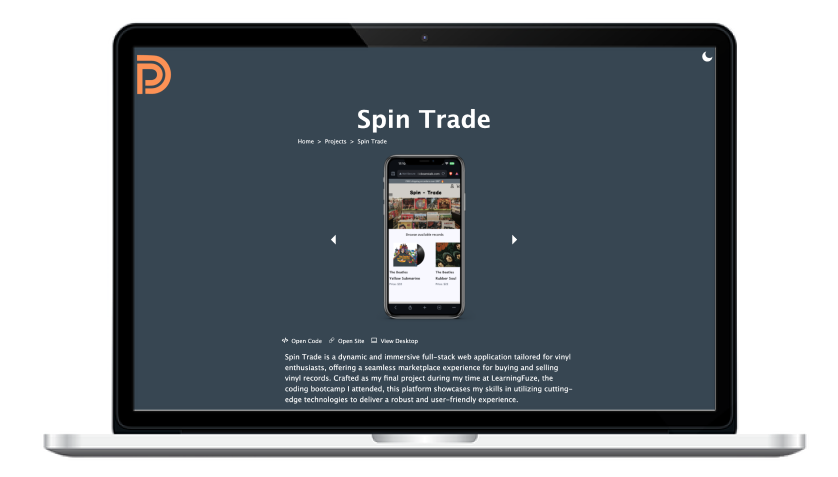 Spin Trade
Home > Projects > Spin Trade
Spin - Trade
Discover available records
The Beatles
Yellow Submarine
The Beatles
Rubber Soul
Open Code
Open Site
View Desktop
Spin Trade is a dynamic and immersive full-stack web application tailored for vinyl
enthusiasts, offering a seamless marketplace experience for buying and selling
vinyl records. Crafted as my final project during my time at LearningFuze, the
coding bootcamp I attended, this platform showcases my skills in utilizing cutting-
edge technologies to deliver a robust and user-friendly experience.